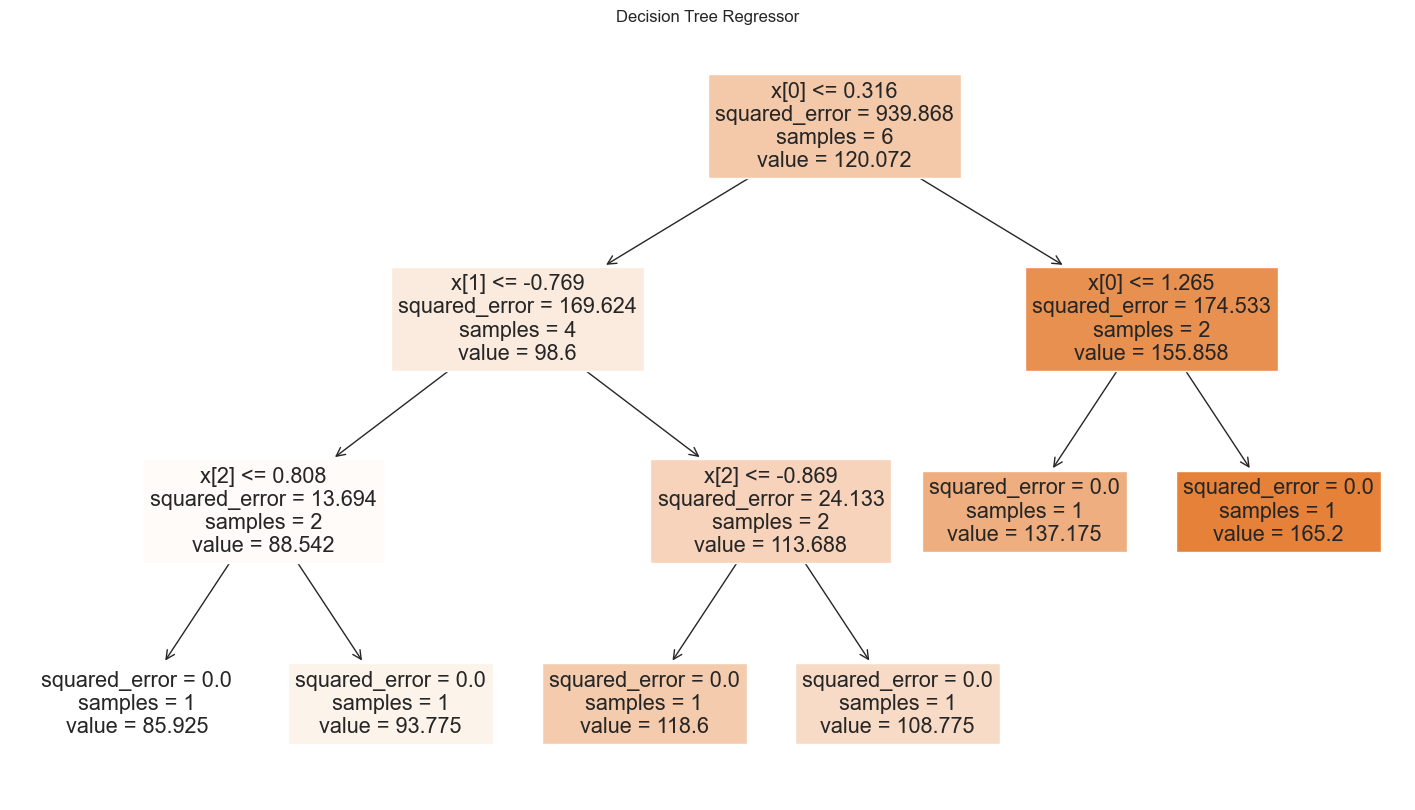 Decision Tree Regressor
x[0] <= 0.316
squared_error = 939.868
samples = 6
value = 120.072
x[1] <= -0.769
squared_error = 169.624
samples = 4
value = 98.6
x[0] <= 1.265
squared_error = 174.533
samples = 2
value = 155.858
x[2] <= 0.808
squared_error = 13.694
samples = 2
value = 88.542
x[2] <= -0.869
squared_error = 24.133
samples = 2
value = 113.688
squared_error = 0.0
samples = 1
value = 137.175
squared_error = 0.0
samples = 1
value = 165.2
squared_error = 0.0
samples = 1
value = 85.925
squared_error = 0.0
samples = 1
value = 93.775
squared_error = 0.0
samples = 1
value = 118.6
squared_error = 0.0
samples = 1
value = 108.775